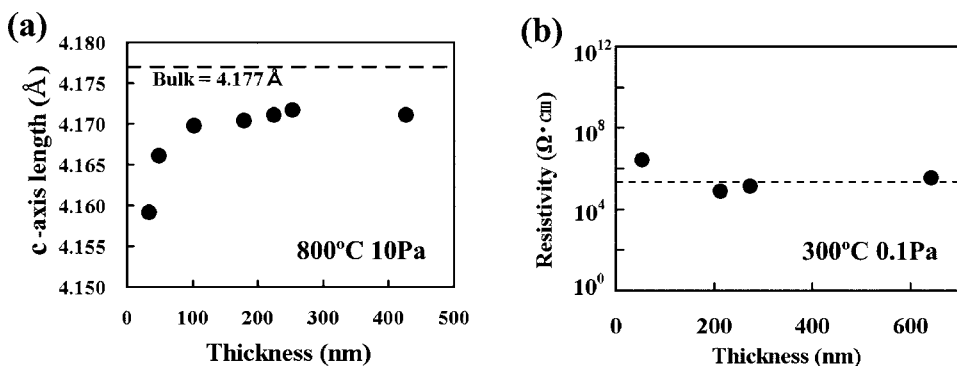 (a)
4.180
4.175
4.170
4.165
4.160
4.155
4.150
c-axis length (Å)
Bulk = 4.177 Å
800ºC 10Pa
0 100 200 300 400 500
Thickness (nm)
(b)
10¹²
10⁸
10⁴
10⁰
Resistivity (Ω・㎝)
300ºC 0.1Pa
0 200 400 600
Thickness (nm)